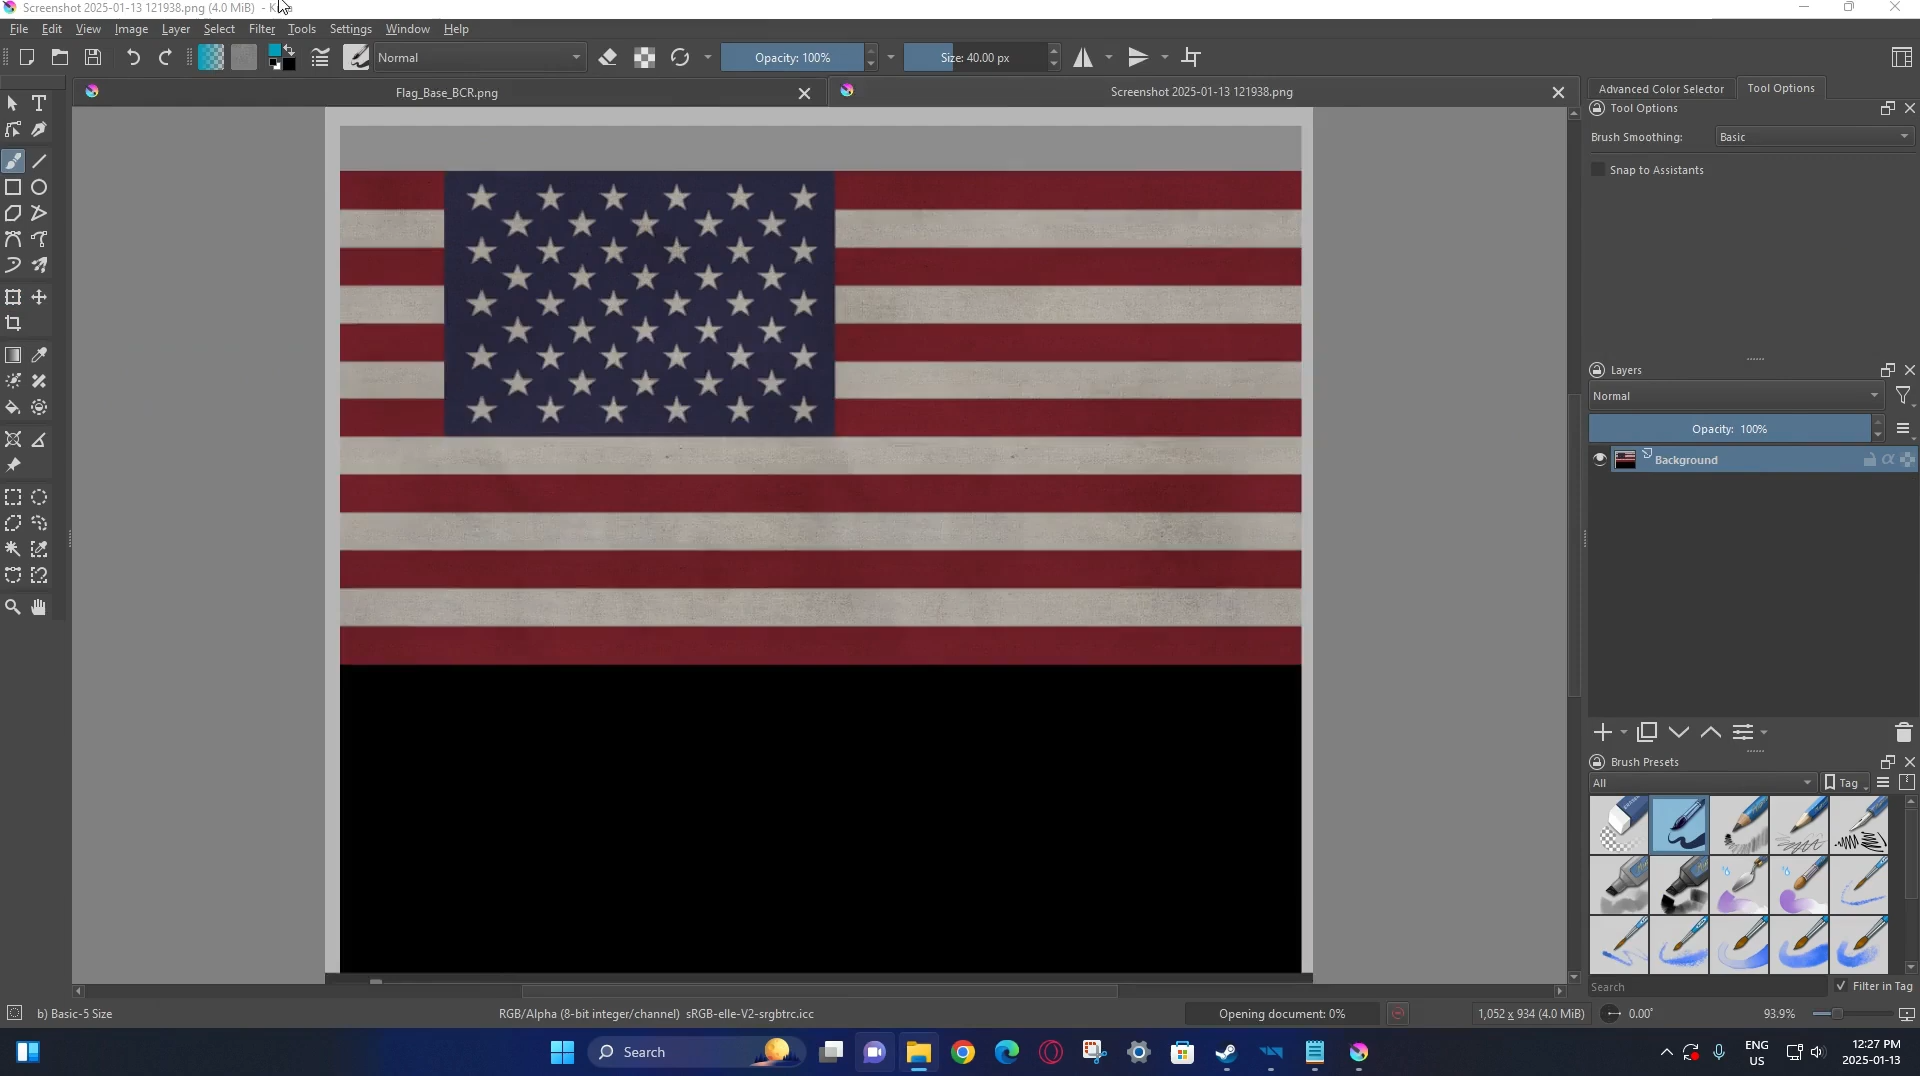 Screenshot 2025-01-13 121938.png (4.0 MiB) - K
File Edit View Image Layer Select Filter Tools Settings Window Help
Normal
Opacity: 100%
Size: 40.00 px
Flag_Base_BCR.png
Screenshot 2025-01-13 121938.png
Advanced Color Selector
Tool Options
Tool Options
Brush Smoothing:
Basic
Snap to Assistants
Layers
Normal
Opacity: 100%
Background
Brush Presets
All
Tag
Search
Filter in Tag
b) Basic-5 Size
RGB/Alpha (8-bit integer/channel) sRGB-elle-V2-srgbtrc.icc
Opening document: 0%
1,052 x 934 (4.0 MiB)
0.00°
93.9%
Search
ENG
US
12:27 PM
2025-01-13